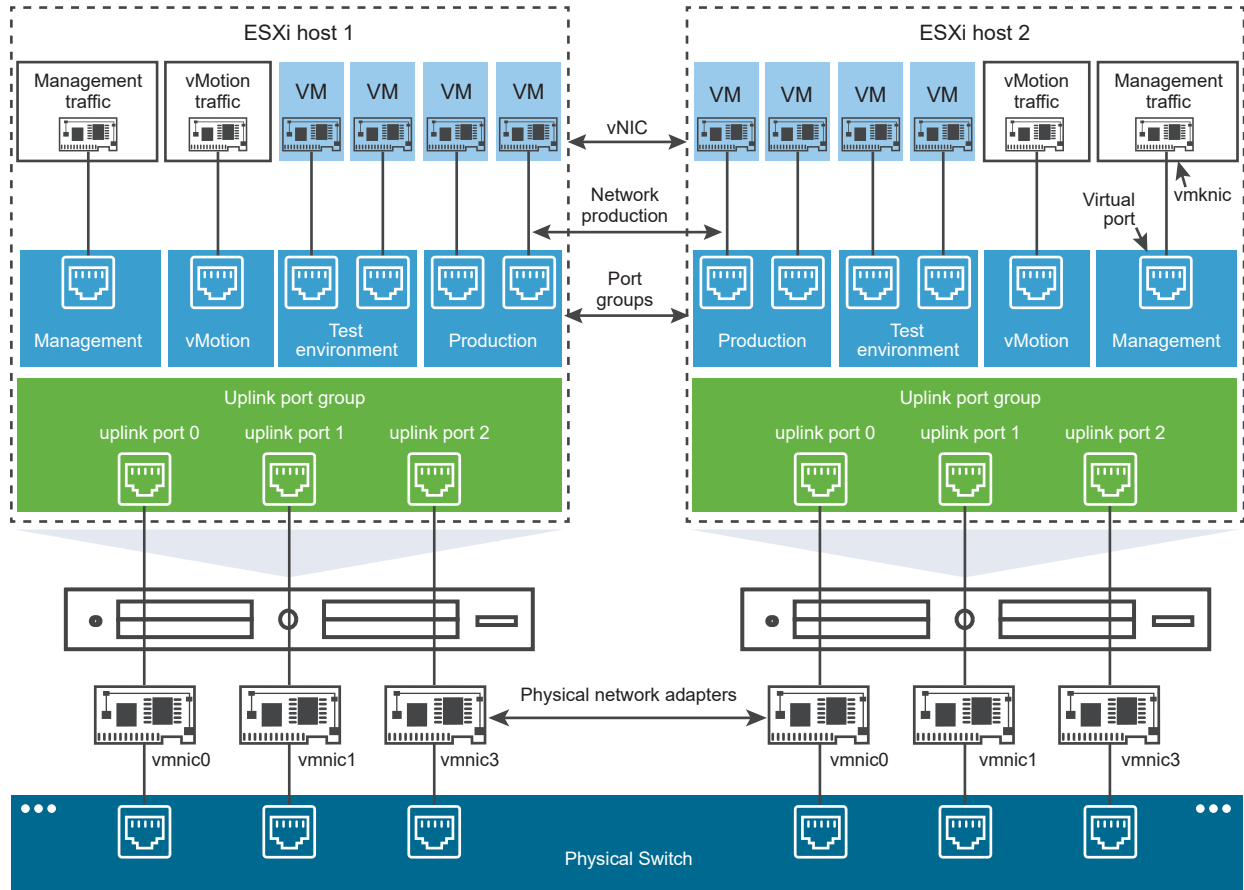 ESXi host 1
ESXi host 2
Management
traffic
vMotion
traffic
VM
VM
VM
VM
vNIC
VM
VM
VM
VM
vMotion
traffic
Management
traffic
vmknic
Network
production
Virtual
port
Port
groups
Management
vMotion
Test
environment
Production
Production
Test
environment
vMotion
Management
Uplink port group
uplink port 0
uplink port 1
uplink port 2
Uplink port group
uplink port 0
uplink port 1
uplink port 2
Physical network adapters
vmnic0
vmnic1
vmnic3
vmnic0
vmnic1
vmnic3
Physical Switch